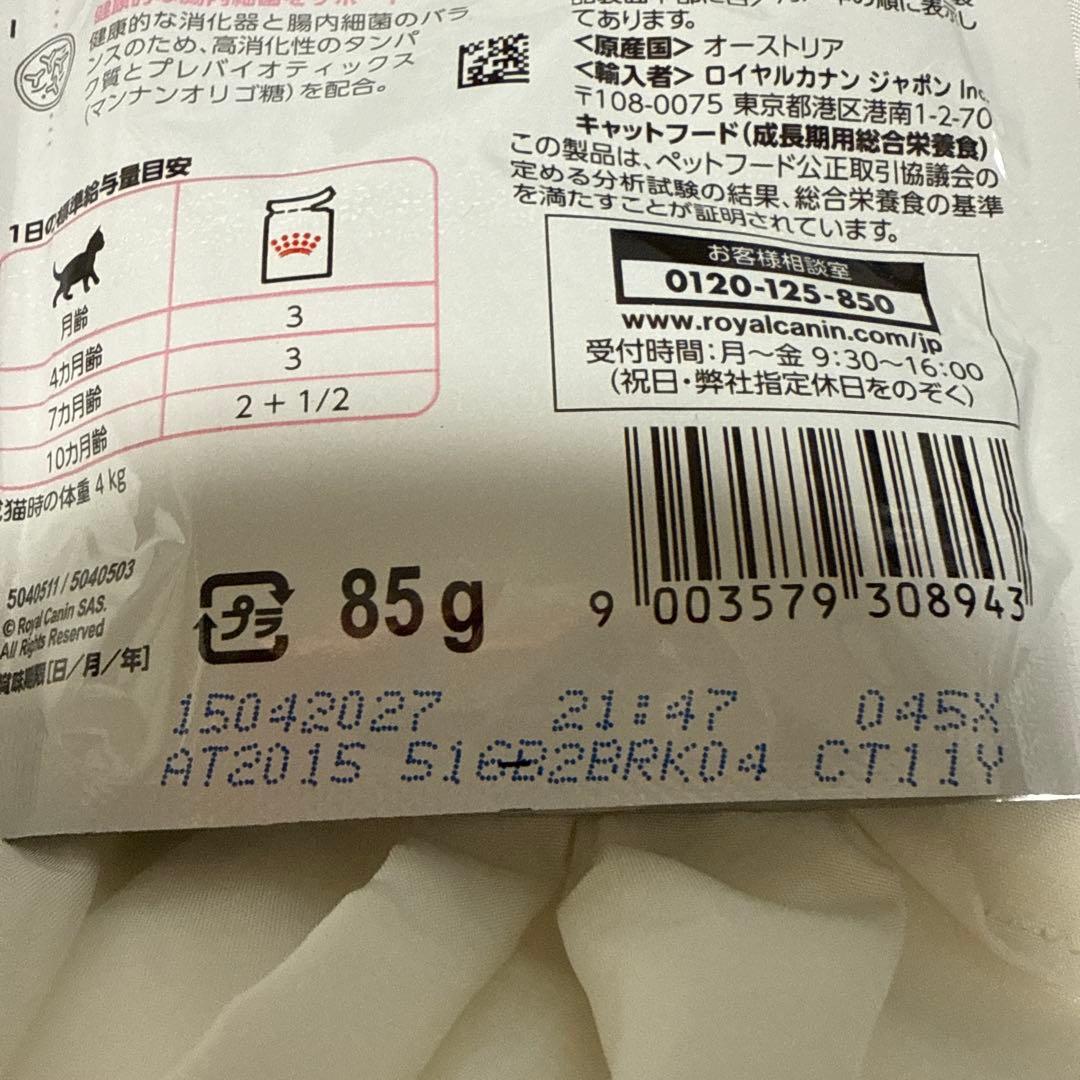 健康的な消化器と腸内細菌のバラ
ンスのため、高消化性のタンパ
ク質とプレバイオティックス
(マンナンオリゴ糖)を配合。
てあります。
<原産国> オーストリア
<輸入者> ロイヤルカナン ジャポン Inc.
〒108-0075 東京都港区港南1-2-70
キャットフード(成長期用総合栄養食)
この製品は、ペットフード公正取引協議会の
定める分析試験の結果、総合栄養食の基準
を満たすことが証明されています。
お客様相談室
0120-125-850
www.royalcanin.com/jp
受付時間:月〜金 9:30〜16:00
(祝日・弊社指定休日をのぞく)
1日の標準給与量目安
月齢
4カ月齢 3
7カ月齢 3
10カ月齢 2 + 1/2
猫時の体重 4 kg
5040511 / 5040503
© Royal Canin SAS.
All Rights Reserved
賞味期限[日/月/年]
プラ
85 g
9 003579 308943
15042027 21:47 045X
AT2015 516B2BRK04 CT11Y